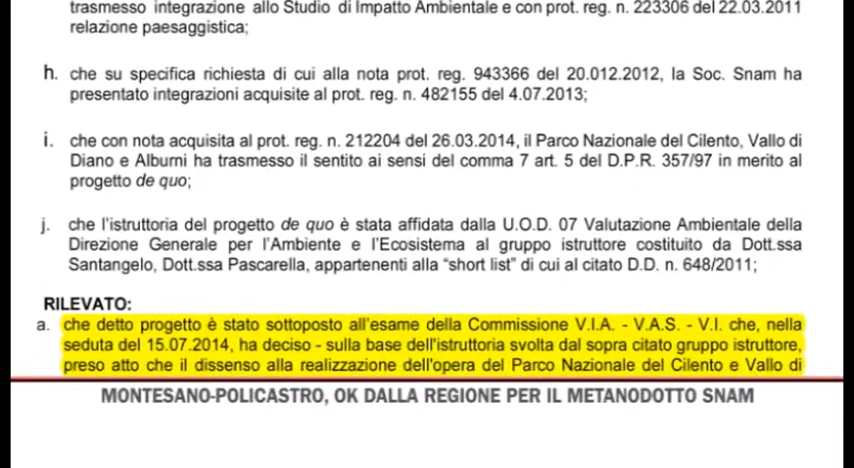 trasmesso integrazione allo Studio di Impatto Ambientale e con prot. reg. n. 223306 del 22.03.2011
relazione paesaggistica;
h. che su specifica richiesta di cui alla nota prot. reg. 943366 del 20.012.2012, la Soc. Snam ha
presentato integrazioni acquisite al prot. reg. n. 482155 del 4.07.2013;
i. che con nota acquisita al prot. reg. n. 212204 del 26.03.2014, il Parco Nazionale del Cilento, Vallo di
Diano e Alburni ha trasmesso il sentito ai sensi del comma 7 art. 5 del D.P.R. 357/97 in merito al
progetto de quo;
j. che l'istruttoria del progetto de quo è stata affidata dalla U.O.D. 07 Valutazione Ambientale della
Direzione Generale per l'Ambiente e l'Ecosistema al gruppo istruttore costituito da Dott.ssa
Santangelo, Dott.ssa Pascarella, appartenenti alla "short list" di cui al citato D.D. n. 648/2011;
RILEVATO:
a. che detto progetto è stato sottoposto all'esame della Commissione V.I.A. - V.A.S. - V.I. che, nella
seduta del 15.07.2014, ha deciso - sulla base dell'istruttoria svolta dal sopra citato gruppo istruttore,
preso atto che il dissenso alla realizzazione dell'opera del Parco Nazionale del Cilento e Vallo di
MONTESANO-POLICASTRO, OK DALLA REGIONE PER IL METANODOTTO SNAM